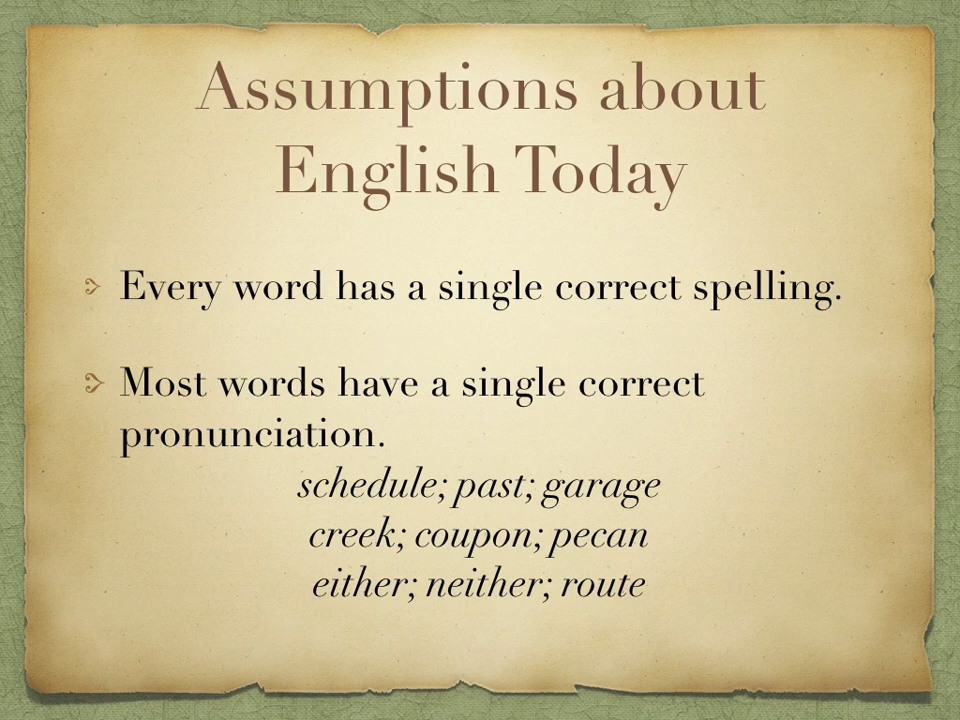 Assumptions about
English Today
Every word has a single correct spelling.
Most words have a single correct
pronunciation.
schedule; past; garage
creek; coupon; pecan
either; neither; route